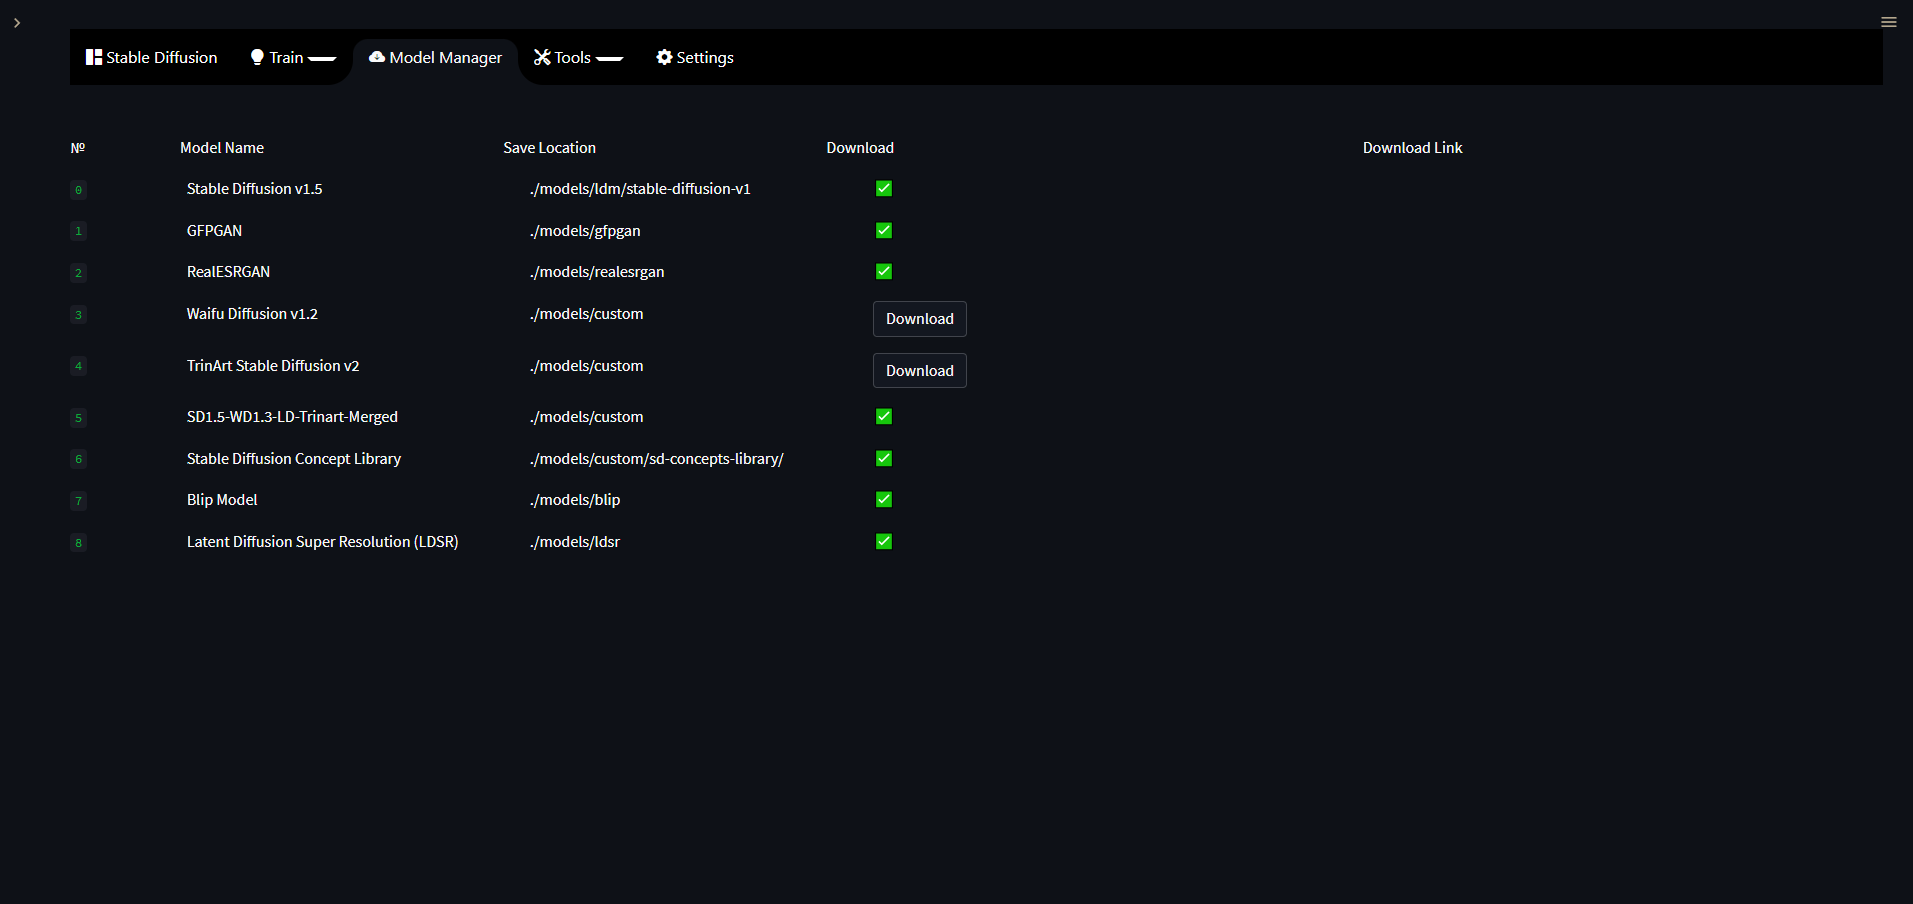 Stable Diffusion Train Model Manager Tools Settings
№ Model Name Save Location Download Download Link
0 Stable Diffusion v1.5 ./models/ldm/stable-diffusion-v1
1 GFPGAN ./models/gfpgan
2 RealESRGAN ./models/realesrgan
3 Waifu Diffusion v1.2 ./models/custom Download
4 TrinArt Stable Diffusion v2 ./models/custom Download
5 SD1.5-WD1.3-LD-Trinart-Merged ./models/custom
6 Stable Diffusion Concept Library ./models/custom/sd-concepts-library/
7 Blip Model ./models/blip
8 Latent Diffusion Super Resolution (LDSR) ./models/ldsr